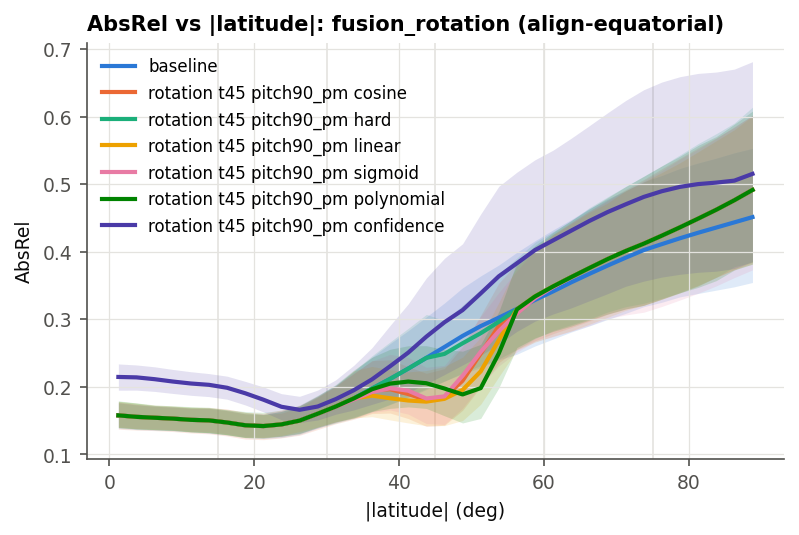 AbsRel vs |latitude|: fusion_rotation (align-equatorial)
0.7
0.6
0.5
0.4
0.3
0.2
0.1
AbsRel
baseline
rotation t45 pitch90_pm cosine
rotation t45 pitch90_pm hard
rotation t45 pitch90_pm linear
rotation t45 pitch90_pm sigmoid
rotation t45 pitch90_pm polynomial
rotation t45 pitch90_pm confidence
0 20 40 60 80
|latitude| (deg)